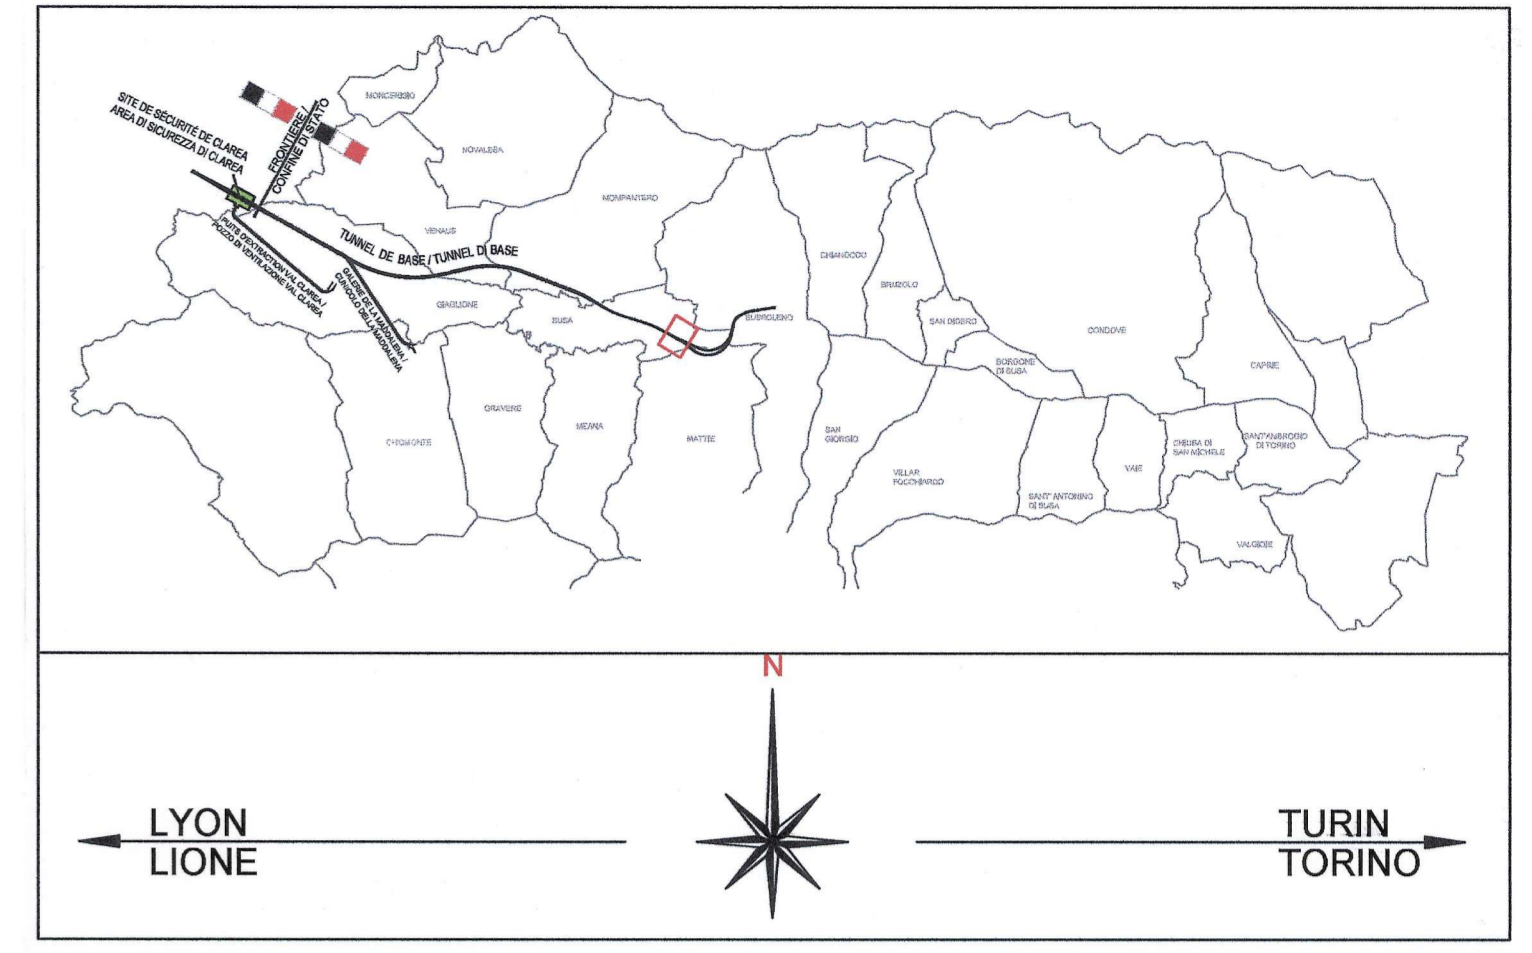 MONCENISIO
SITE DE SÉCURITÉ DE CLAREA
AREA DI SICUREZZA DI CLAREA
FRONTIERE /
CONFINE DI STATO
NOVALESA
MOMPANTERO
VENAUS
TUNNEL DE BASE / TUNNEL DI BASE
PUITS D'EXTRACTION VAL CLAREA /
POZZO DI VENTILAZIONE VAL CLAREA
GALERIE DE LA MADDALENA /
CUNICOLO DELLA MADDALENA
CHIANOCCO
BRUZOLO
GIAGLIONE
SUSA
BUSSOLENO
SAN DIDERO
CONDOVE
BORGONE
DI SUSA
CAPRIE
GRAVERE
MEANA
MATTIE
CHIOMONTE
SAN
GIORGIO
VILLAR
FOCCHIARDO
SANT' ANTONINO
DI SUSA
VAIE
CHIUSA DI
SAN MICHELE
SANT'AMBROGIO
DI TORINO
VALGIOIE
N
LYON
LIONE
TURIN
TORINO